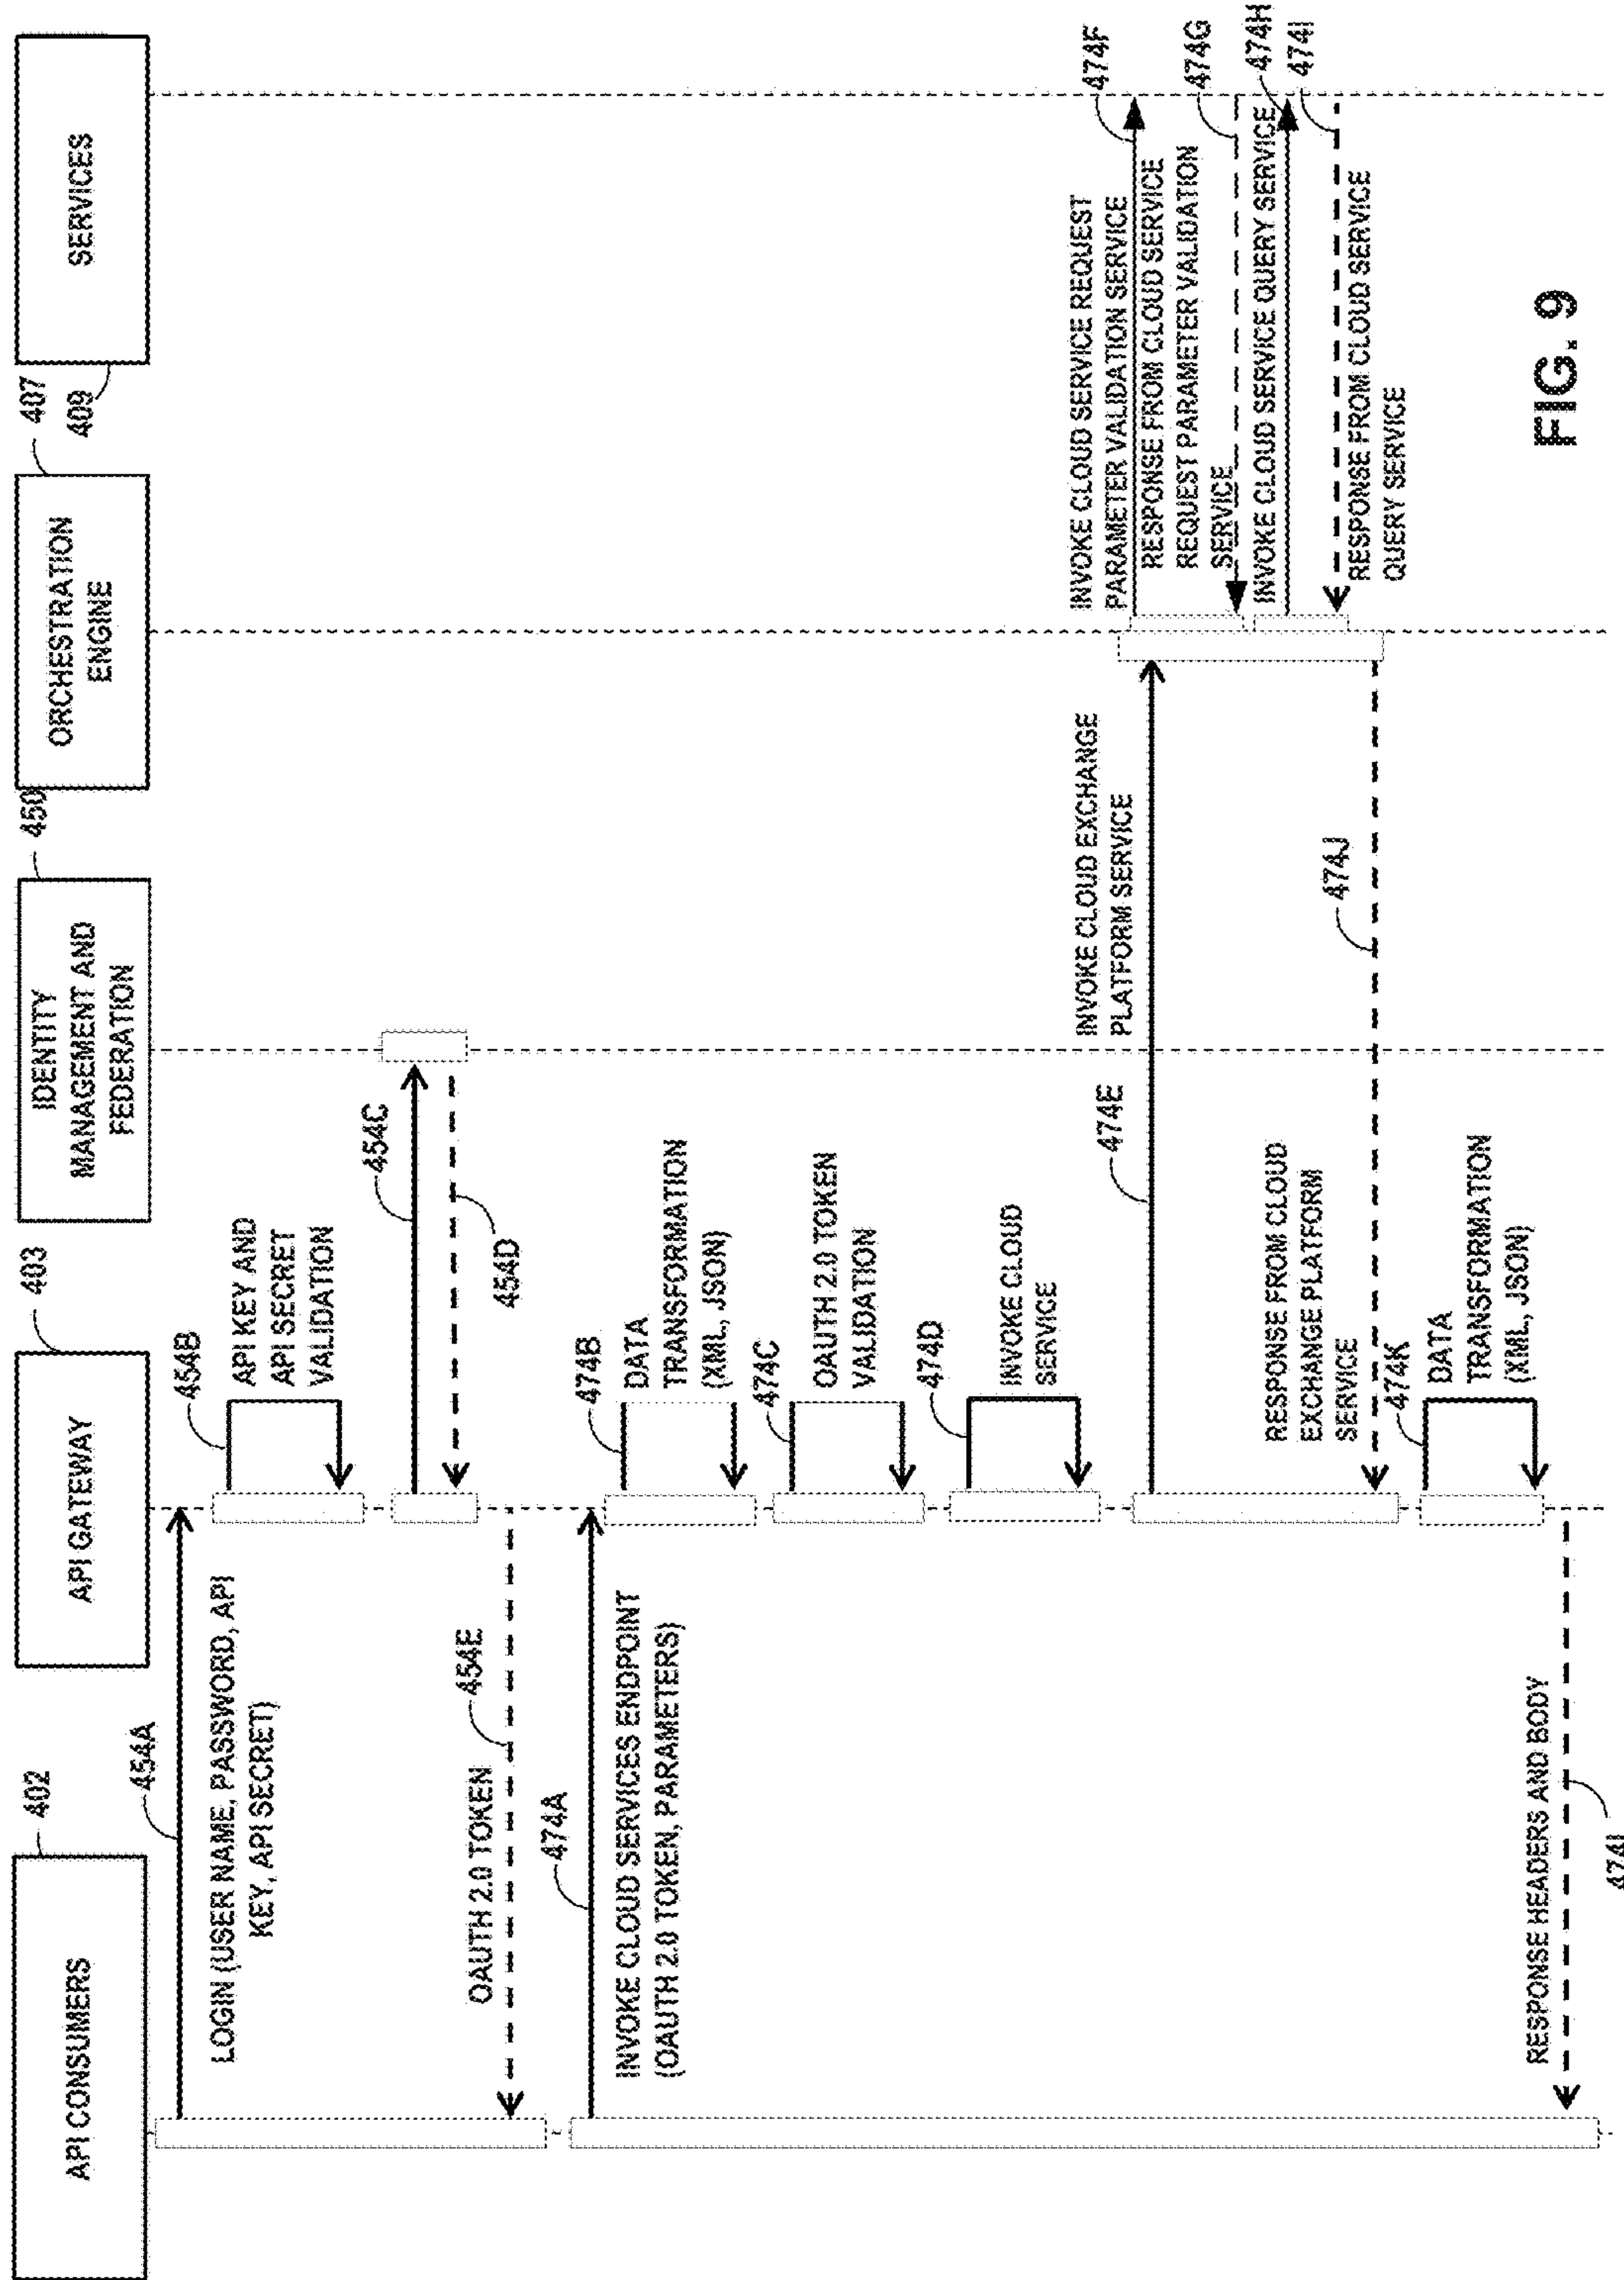 API CONSUMERS
402
API GATEWAY
403
IDENTITY
MANAGEMENT AND
FEDERATION
450
ORCHESTRATION
ENGINE
407
SERVICES
409
454A
LOGIN (USER NAME, PASSWORD, API
KEY, API SECRET)
454B
API KEY AND
API SECRET
VALIDATION
454C
454D
OAUTH 2.0 TOKEN
454E
474A
INVOKE CLOUD SERVICES ENDPOINT
(OAUTH 2.0 TOKEN, PARAMETERS)
474B
DATA
TRANSFORMATION
(XML, JSON)
474C
OAUTH 2.0 TOKEN
VALIDATION
474D
INVOKE CLOUD
SERVICE
474E
INVOKE CLOUD EXCHANGE
PLATFORM SERVICE
INVOKE CLOUD SERVICE REQUEST
PARAMETER VALIDATION SERVICE
474F
RESPONSE FROM CLOUD SERVICE
REQUEST PARAMETER VALIDATION
SERVICE
474G
INVOKE CLOUD SERVICE QUERY SERVICE
474H
474I
RESPONSE FROM CLOUD SERVICE
QUERY SERVICE
474J
RESPONSE FROM CLOUD
EXCHANGE PLATFORM
SERVICE
474K
DATA
TRANSFORMATION
(XML, JSON)
RESPONSE HEADERS AND BODY
474L
FIG. 9